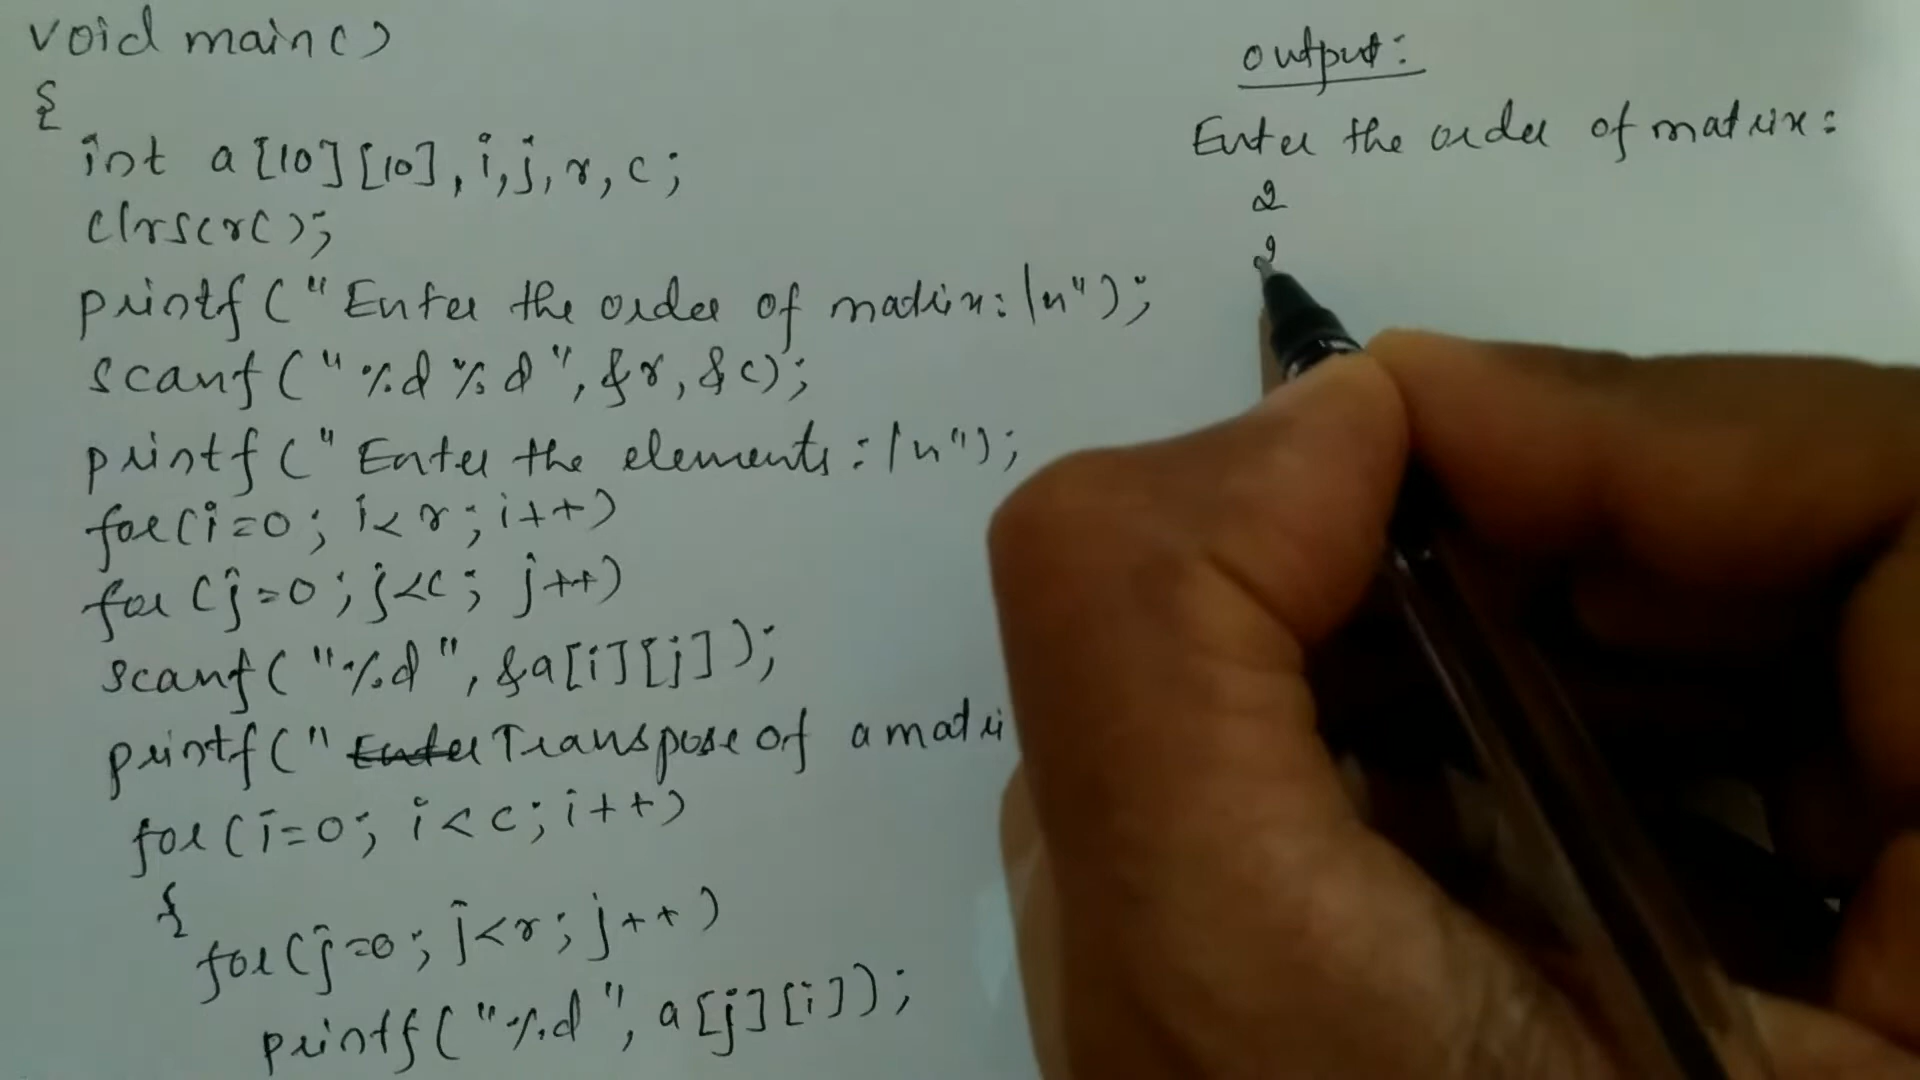 void main()
{
int a[10][10], i, j, r, c;
clrscr();
printf("Enter the order of matrix:\n");
scanf("%d %d", &r, &c);
printf("Enter the elements:\n");
for(i=0; i<r; i++)
for(j=0; j<c; j++)
scanf("%d", &a[i][j]);
printf("Enter Transpose of a matri
for(i=0; i<c; i++)
{
for(j=0; j<r; j++)
printf("%d", a[j][i]);
output:
Enter the order of matrix:
2
2